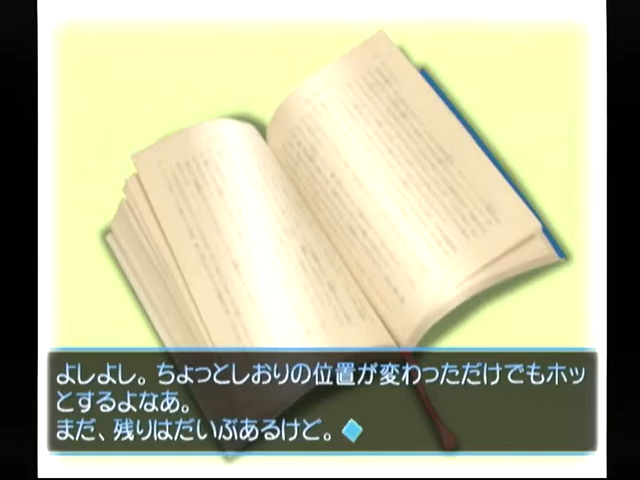 よしよし。ちょっとしおりの位置が変わっただけでもホッ
とするよなあ。
まだ、残りはだいぶあるけど。